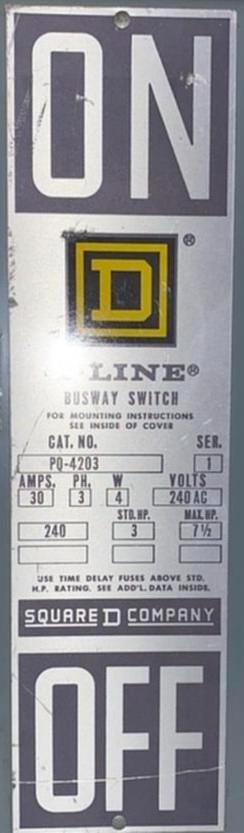 ON
D
®
-LINE®
BUSWAY SWITCH
FOR MOUNTING INSTRUCTIONS
SEE INSIDE OF COVER
CAT. NO. SER.
PQ-4203 1
AMPS. PH. W VOLTS
30 3 4 240 AC
STD. HP. MAX. HP.
240 3 7½
USE TIME DELAY FUSES ABOVE STD.
H.P. RATING. SEE ADD'L. DATA INSIDE.
SQUARE D COMPANY
OFF